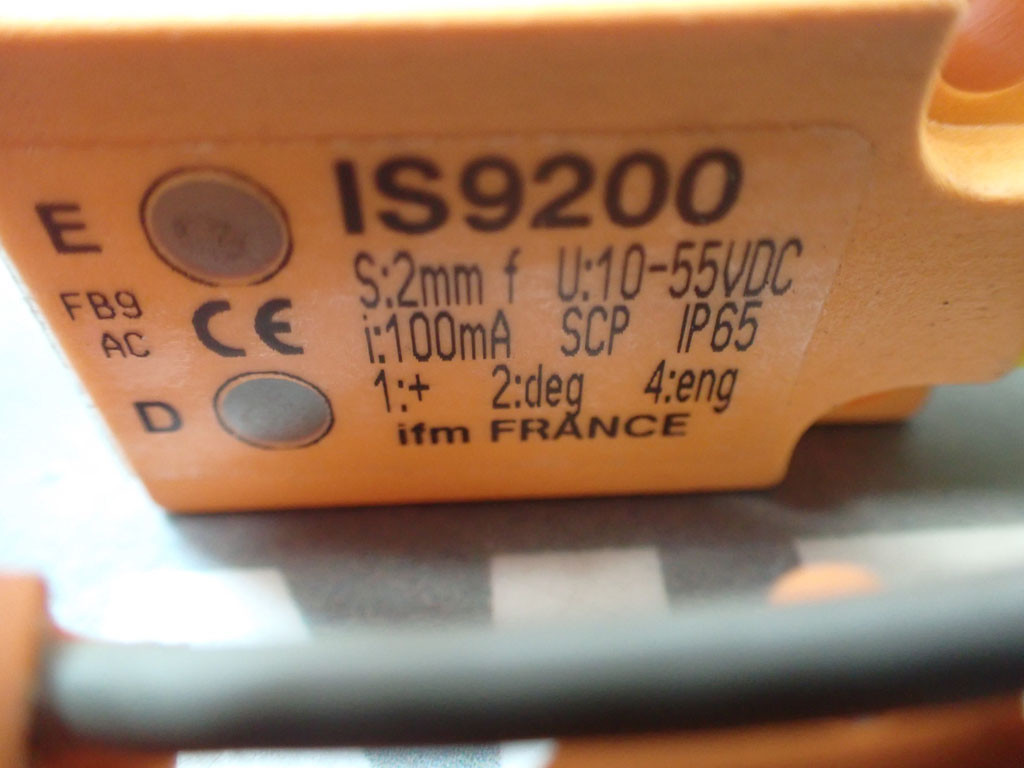 IS9200
E
S:2mm f U:10-55VDC
FB9
AC
CE
i:100mA SCP IP65
1:+ 2:deg 4:eng
D
ifm FRANCE